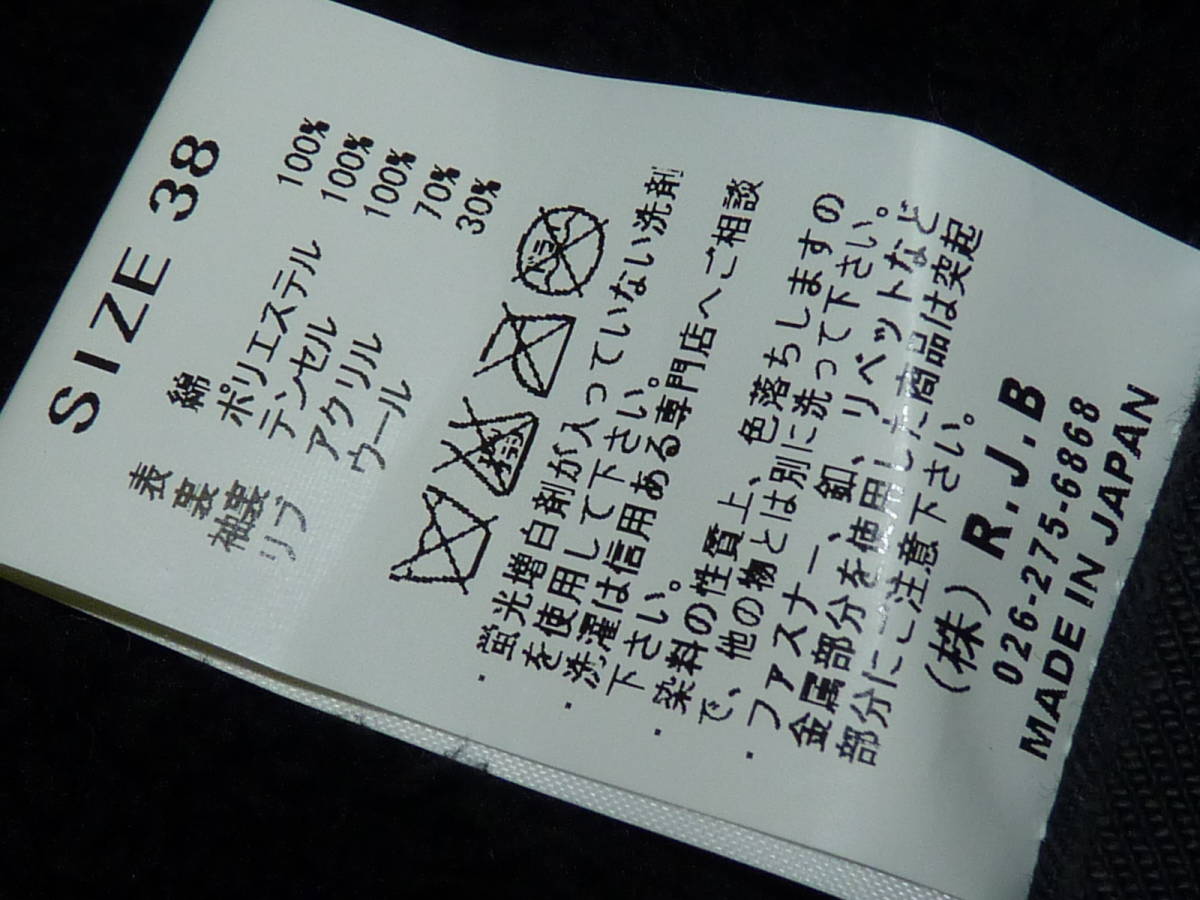 SIZE 38
表 綿 100%
裏 ポリエステル 100%
袖裏 テンセル 100%
リブ アクリル 70%
ウール 30%
・蛍光増白剤が入っていない洗剤
を使用して下さい。
・洗濯は信用ある専門店へご相談
下さい。
・染料の性質上、色落ちしますの
で、他の物とは別に洗って下さい。
・ファスナー、釦、リベットなど
金属部分を使用した商品は突起
部分にご注意下さい。
(株) R.J.B
026-275-6868
MADE IN JAPAN